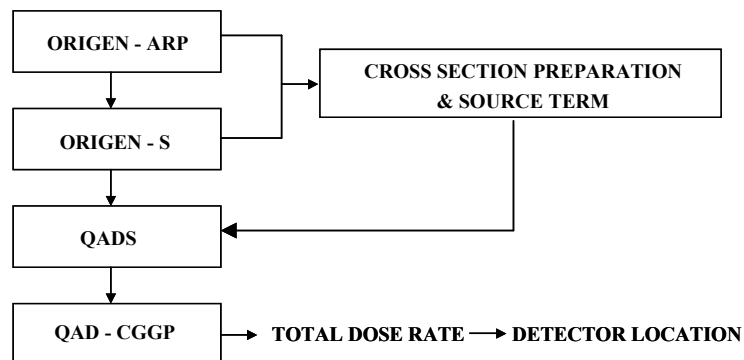 ORIGEN - ARP
CROSS SECTION PREPARATION
& SOURCE TERM
ORIGEN - S
QADS
QAD - CGGP
TOTAL DOSE RATE
DETECTOR LOCATION